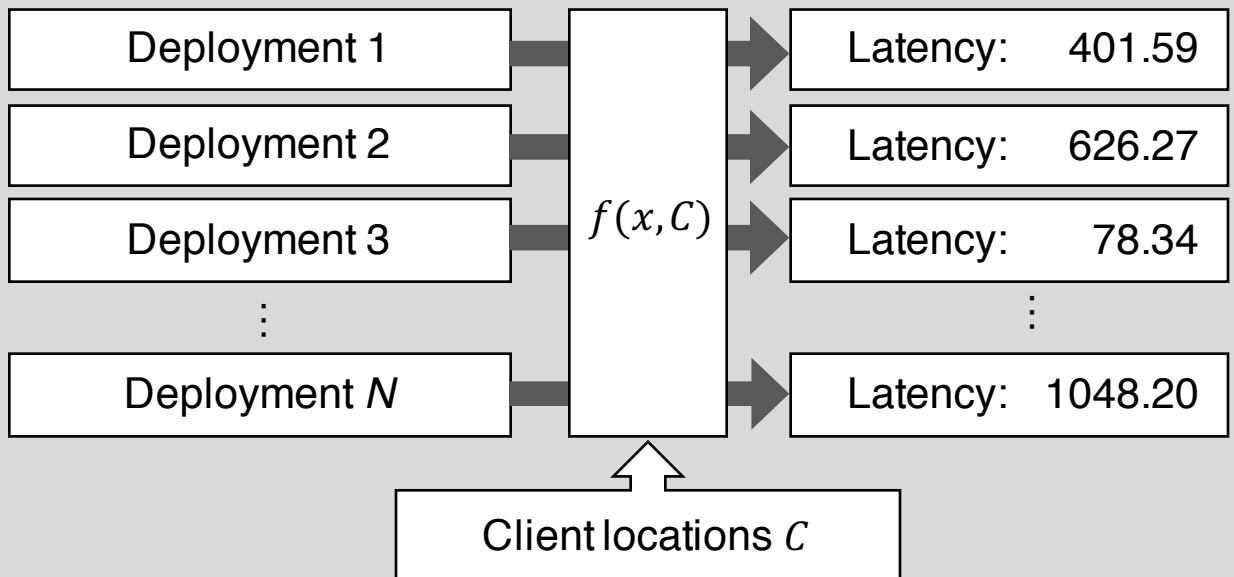 Deployment 1
Latency: 401.59
Deployment 2
Latency: 626.27
Deployment 3
Latency: 78.34
f(x, C)
⋮
⋮
Deployment N
Latency: 1048.20
Client locations C